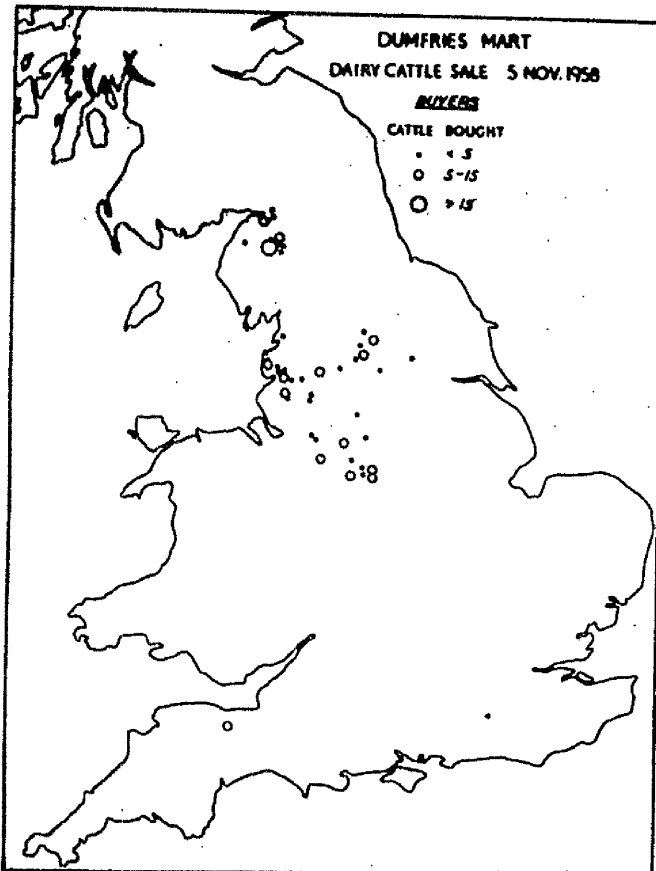 DUMFRIES MART
DAIRY CATTLE SALE 5 NOV. 1958
BUYERS
CATTLE BOUGHT
< 5
5-15
> 15